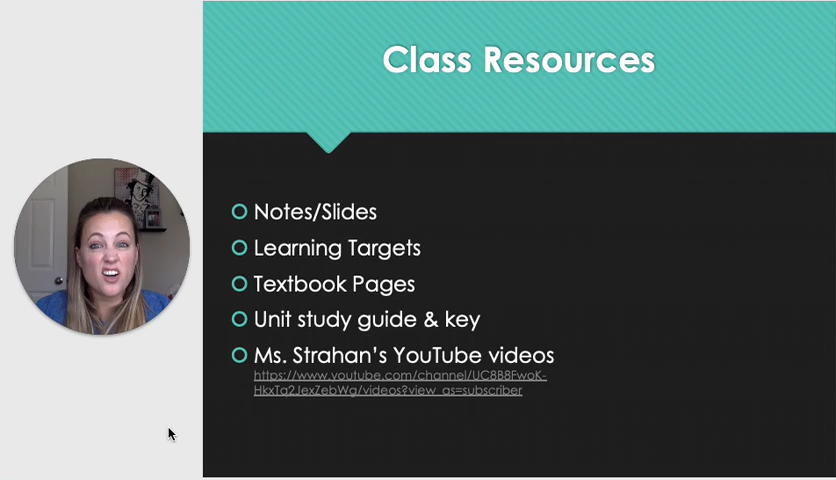 Class Resources
Notes/Slides
Learning Targets
Textbook Pages
Unit study guide & key
Ms. Strahan's YouTube videos
https://www.youtube.com/channel/UC8B8FwoK-
HkxTq2JexZebWg/videos?view_as=subscriber